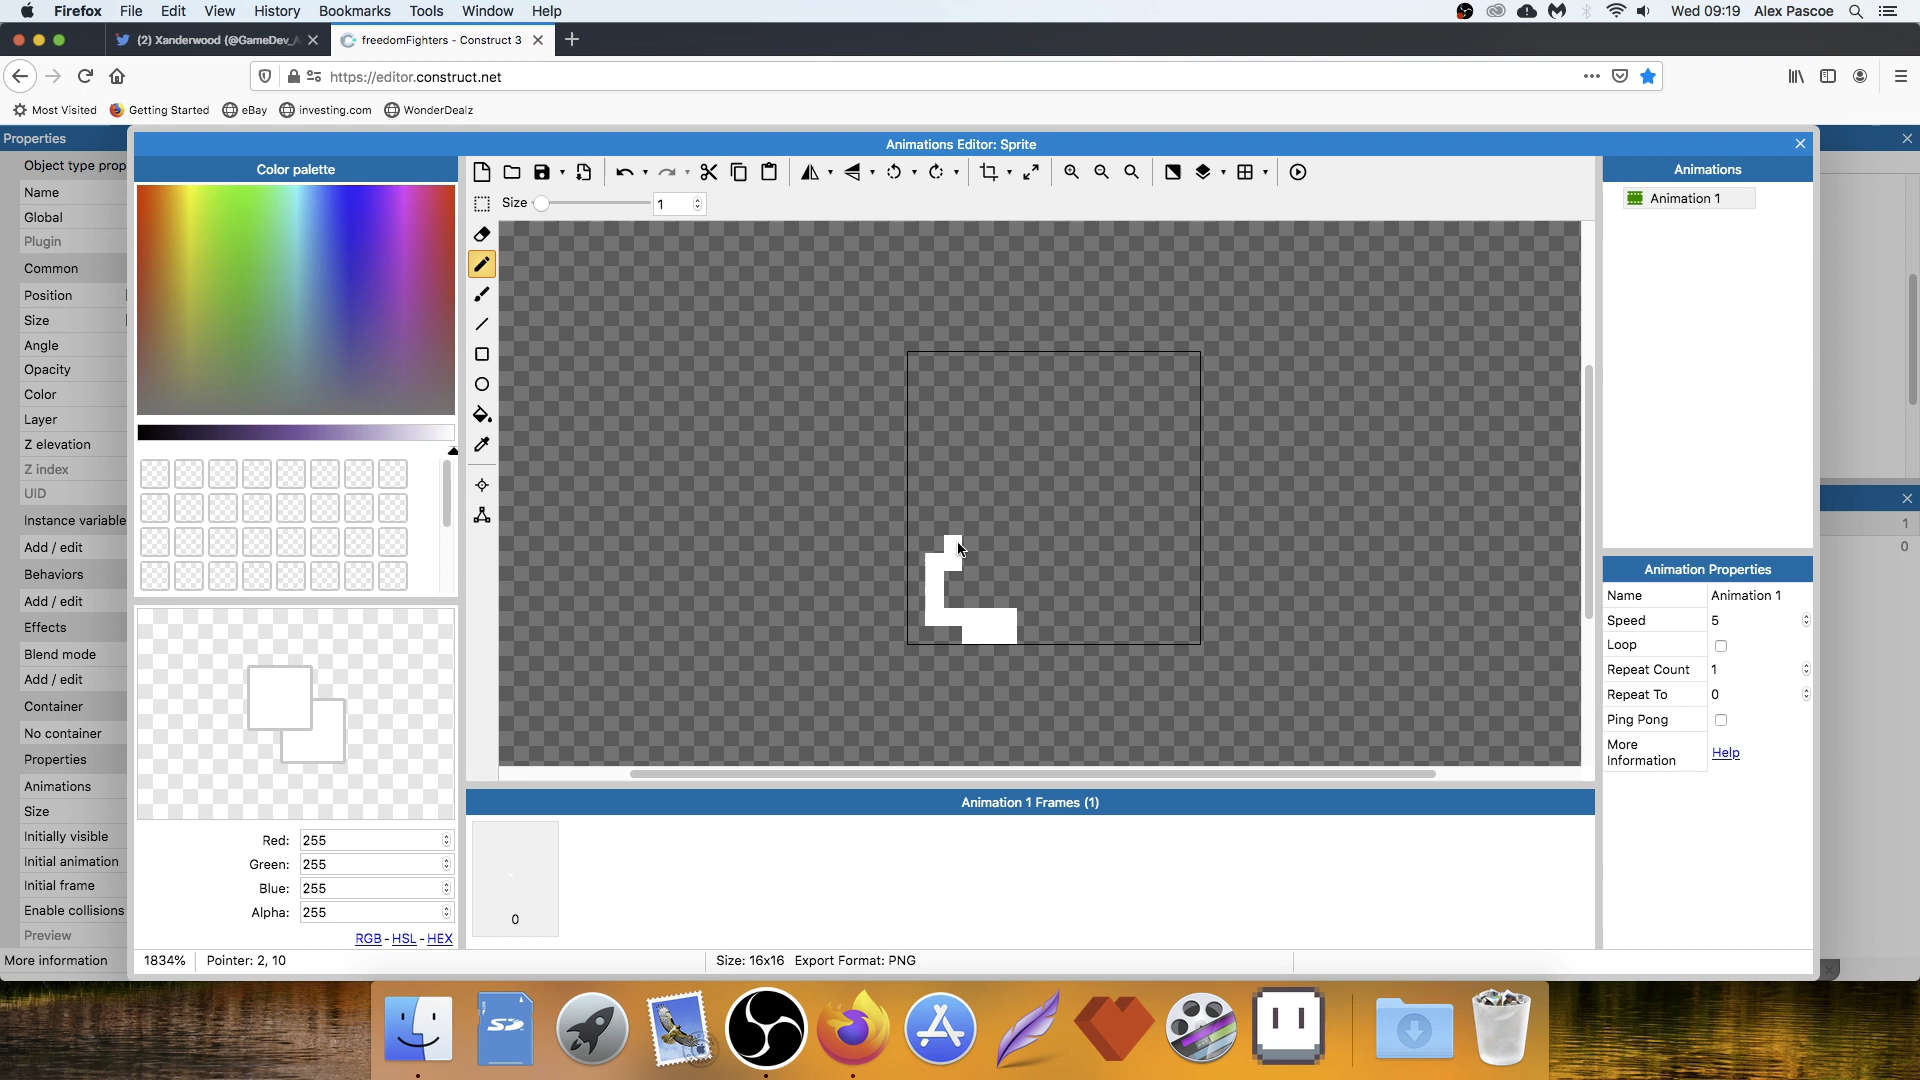 Firefox File Edit View History Bookmarks Tools Window Help Wed 09:19 Alex Pascoe
(2) Xanderwood (@GameDev_A freedomFighters - Construct 3
https://editor.construct.net
Most Visited Getting Started eBay investing.com WonderDealz
Properties
Animations Editor: Sprite
Object type prop
Name
Global
Plugin
Common
Position
Size
Angle
Opacity
Color
Layer
Z elevation
Z index
UID
Instance variable
Add / edit
Behaviors
Add / edit
Effects
Blend mode
Add / edit
Container
No container
Properties
Animations
Size
Initially visible
Initial animation
Initial frame
Enable collisions
Preview
More information
Color palette
Red: 255
Green: 255
Blue: 255
Alpha: 255
RGB - HSL - HEX
Size 1
Animation 1 Frames (1)
0
1834% Pointer: 2, 10 Size: 16x16 Export Format: PNG
Animations
Animation 1
Animation Properties
Name Animation 1
Speed 5
Loop
Repeat Count 1
Repeat To 0
Ping Pong
More
Information Help
1
0
SD